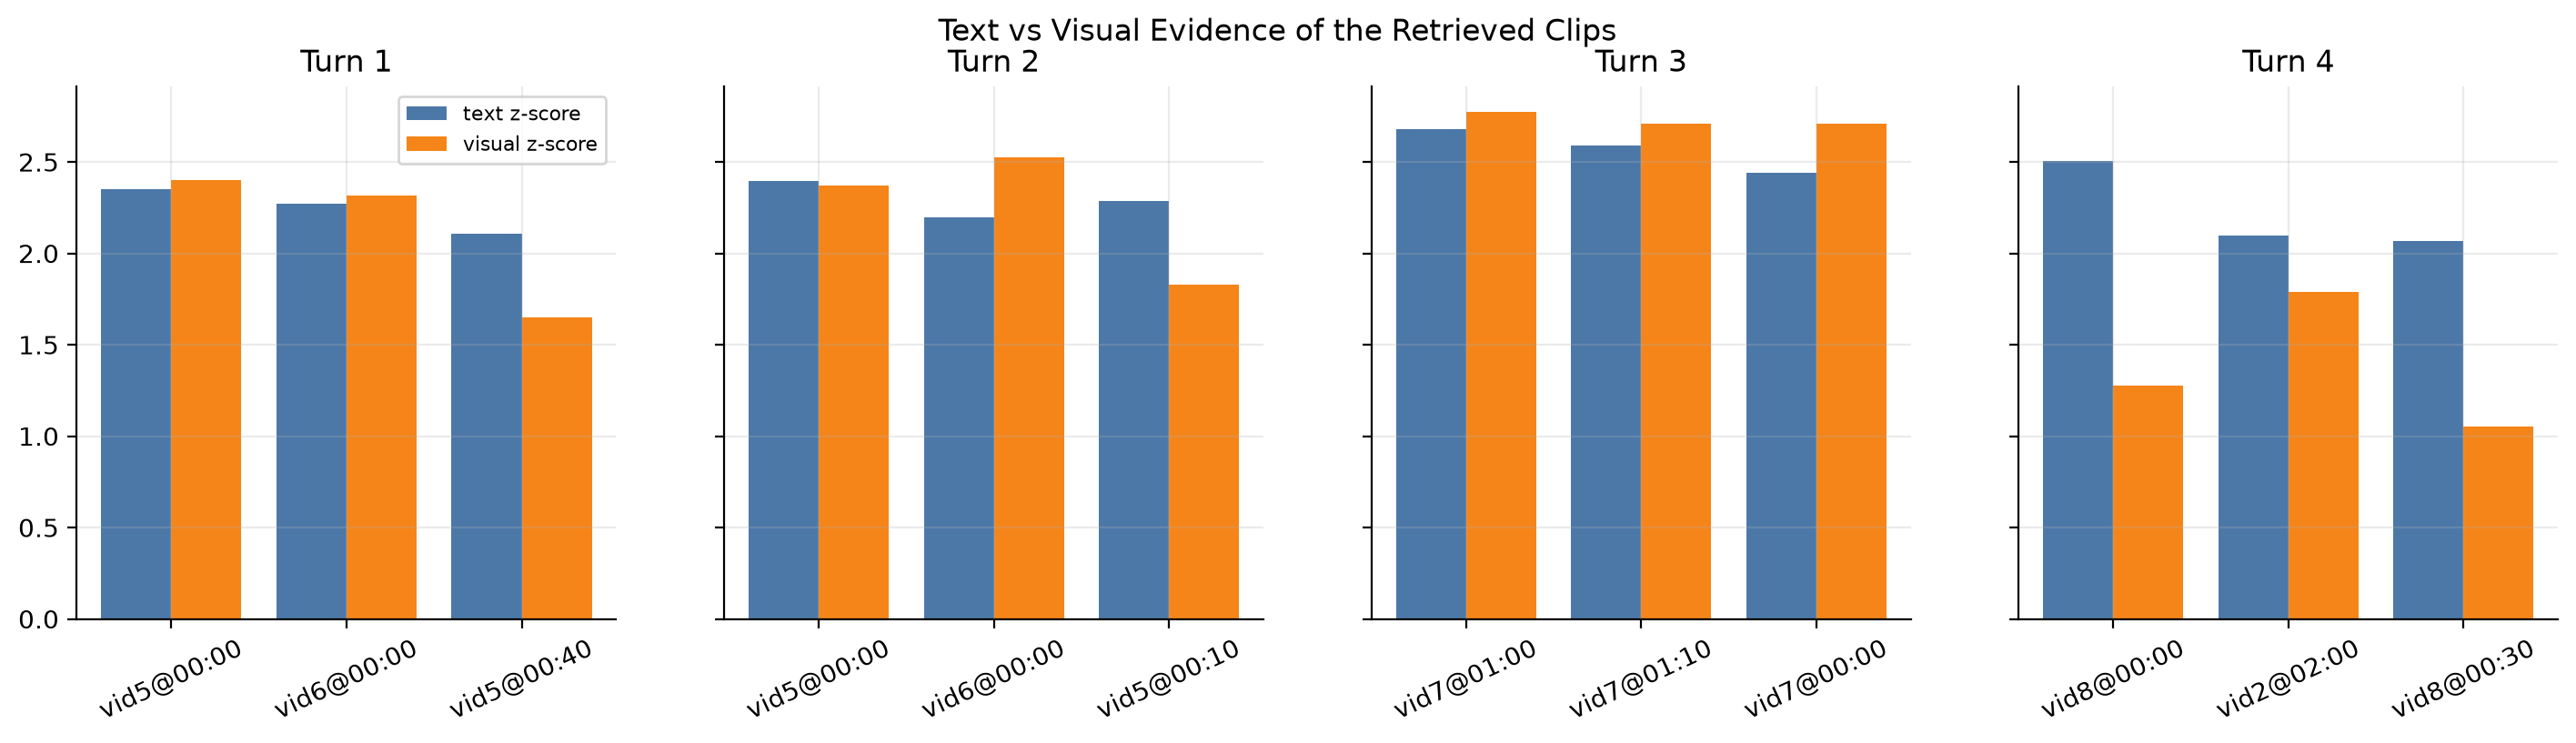 Text vs Visual Evidence of the Retrieved Clips
Turn 1
Turn 2
Turn 3
Turn 4
text z-score
visual z-score
2.5
2.0
1.5
1.0
0.5
0.0
vid5@00:00
vid6@00:00
vid5@00:40
vid5@00:00
vid6@00:00
vid5@00:10
vid7@01:00
vid7@01:10
vid7@00:00
vid8@00:00
vid2@02:00
vid8@00:30